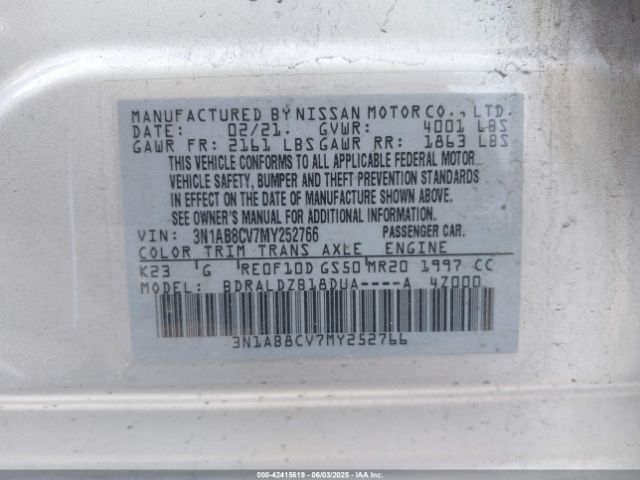 MANUFACTURED BY NISSAN MOTOR CO., LTD.
DATE: 02/21. GVWR: 4001 LBS
GAWR FR: 2161 LBS GAWR RR: 1863 LBS
THIS VEHICLE CONFORMS TO ALL APPLICABLE FEDERAL MOTOR
VEHICLE SAFETY, BUMPER AND THEFT PREVENTION STANDARDS
IN EFFECT ON THE DATE OF MANUFACTURE SHOWN ABOVE.
SEE OWNER'S MANUAL FOR ADDITIONAL INFORMATION.
VIN: 3N1AB8CV7MY252766 PASSENGER CAR.
COLOR TRIM TRANS AXLE ENGINE
K23 G RE0F10D GS50 MR20 1997 CC
MODEL: BDRALDZB18DUA----A 4Z000
3N1AB8CV7MY252766
000-42415619 | 06/03/2025 | IAAI.CA